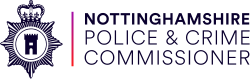 NOTTINGHAMSHIRE
POLICE & CRIME
COMMISSIONER